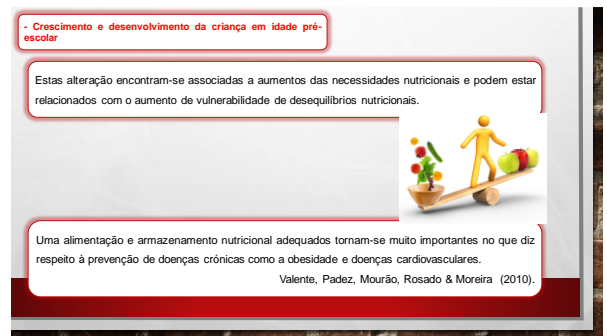 - Crescimento e desenvolvimento da criança em idade pré-
escolar
Estas alteração encontram-se associadas a aumentos das necessidades nutricionais e podem estar
relacionados com o aumento de vulnerabilidade de desequilíbrios nutricionais.
Uma alimentação e armazenamento nutricional adequados tornam-se muito importantes no que diz
respeito à prevenção de doenças crónicas como a obesidade e doenças cardiovasculares.
Valente, Padez, Mourão, Rosado & Moreira (2010).